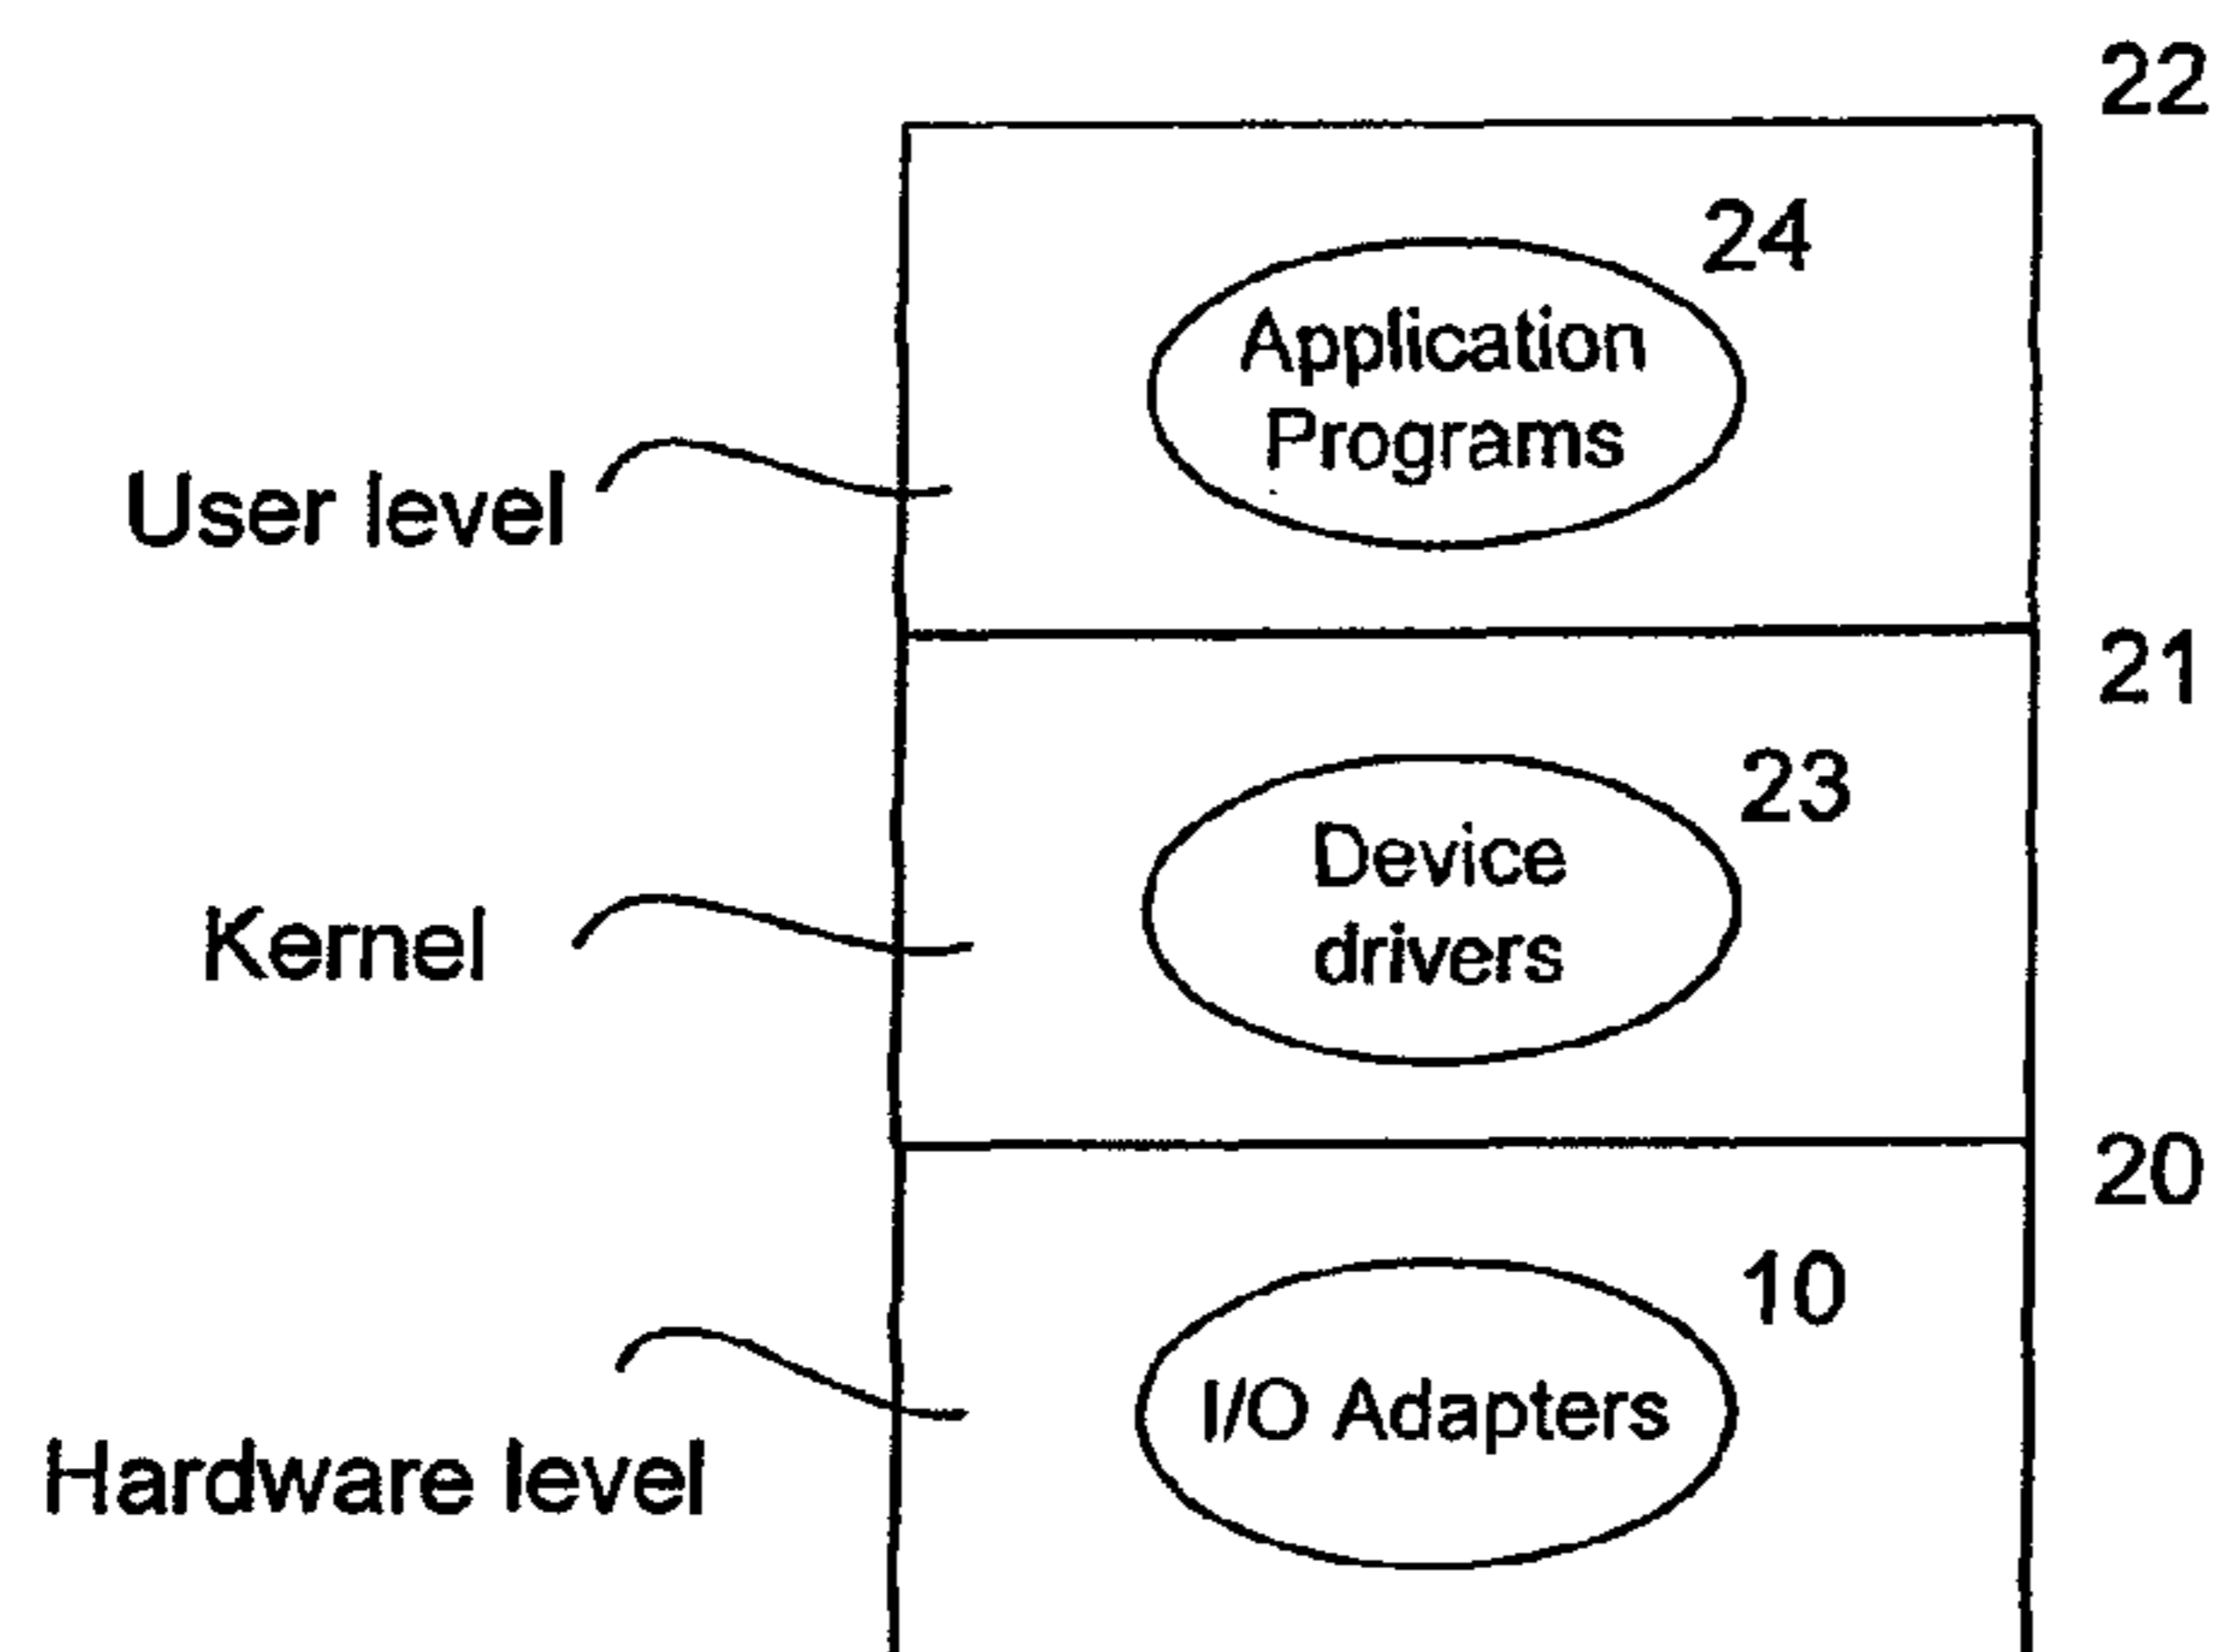 22
24
Application
Programs
User level
21
23
Device
drivers
Kernel
20
10
I/O Adapters
Hardware level